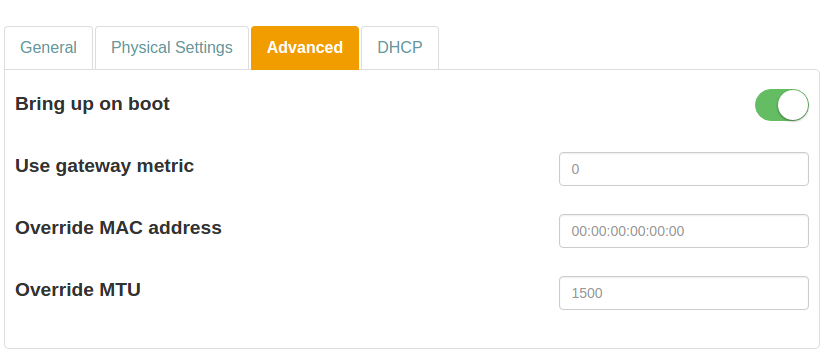 General Physical Settings Advanced DHCP
Bring up on boot
Use gateway metric 0
Override MAC address 00:00:00:00:00:00
Override MTU 1500